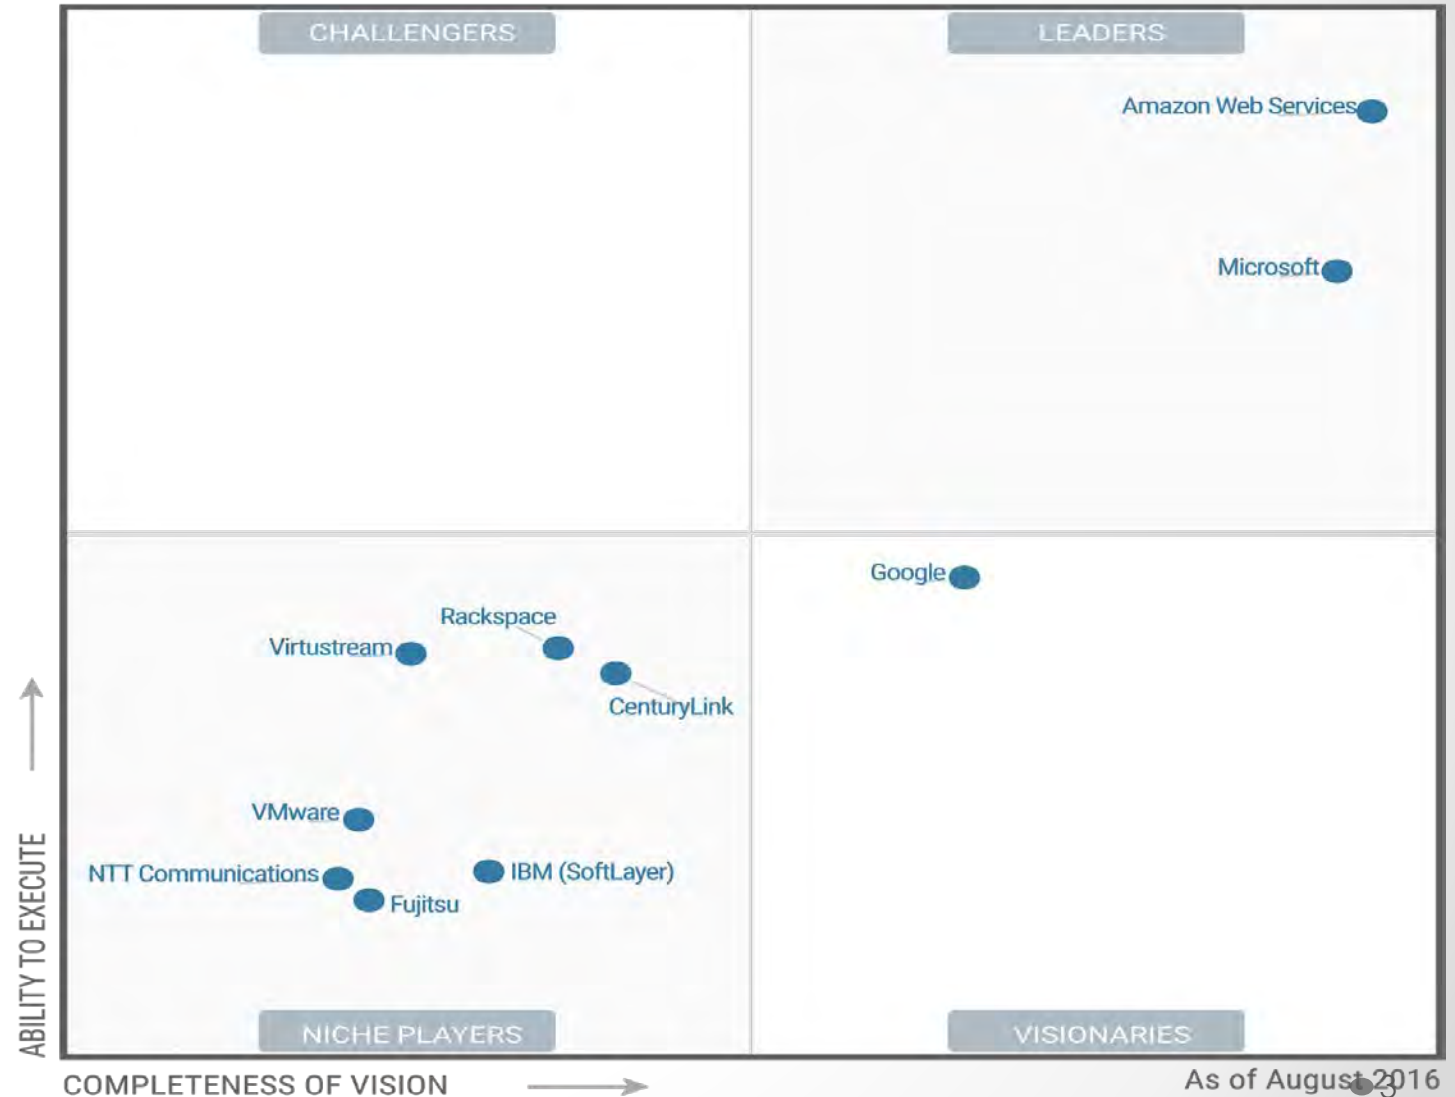 CHALLENGERS
LEADERS
Amazon Web Services
Microsoft
Google
Rackspace
Virtustream
CenturyLink
VMware
NTT Communications
IBM (SoftLayer)
Fujitsu
ABILITY TO EXECUTE
NICHE PLAYERS
VISIONARIES
COMPLETENESS OF VISION
As of August 2016
3